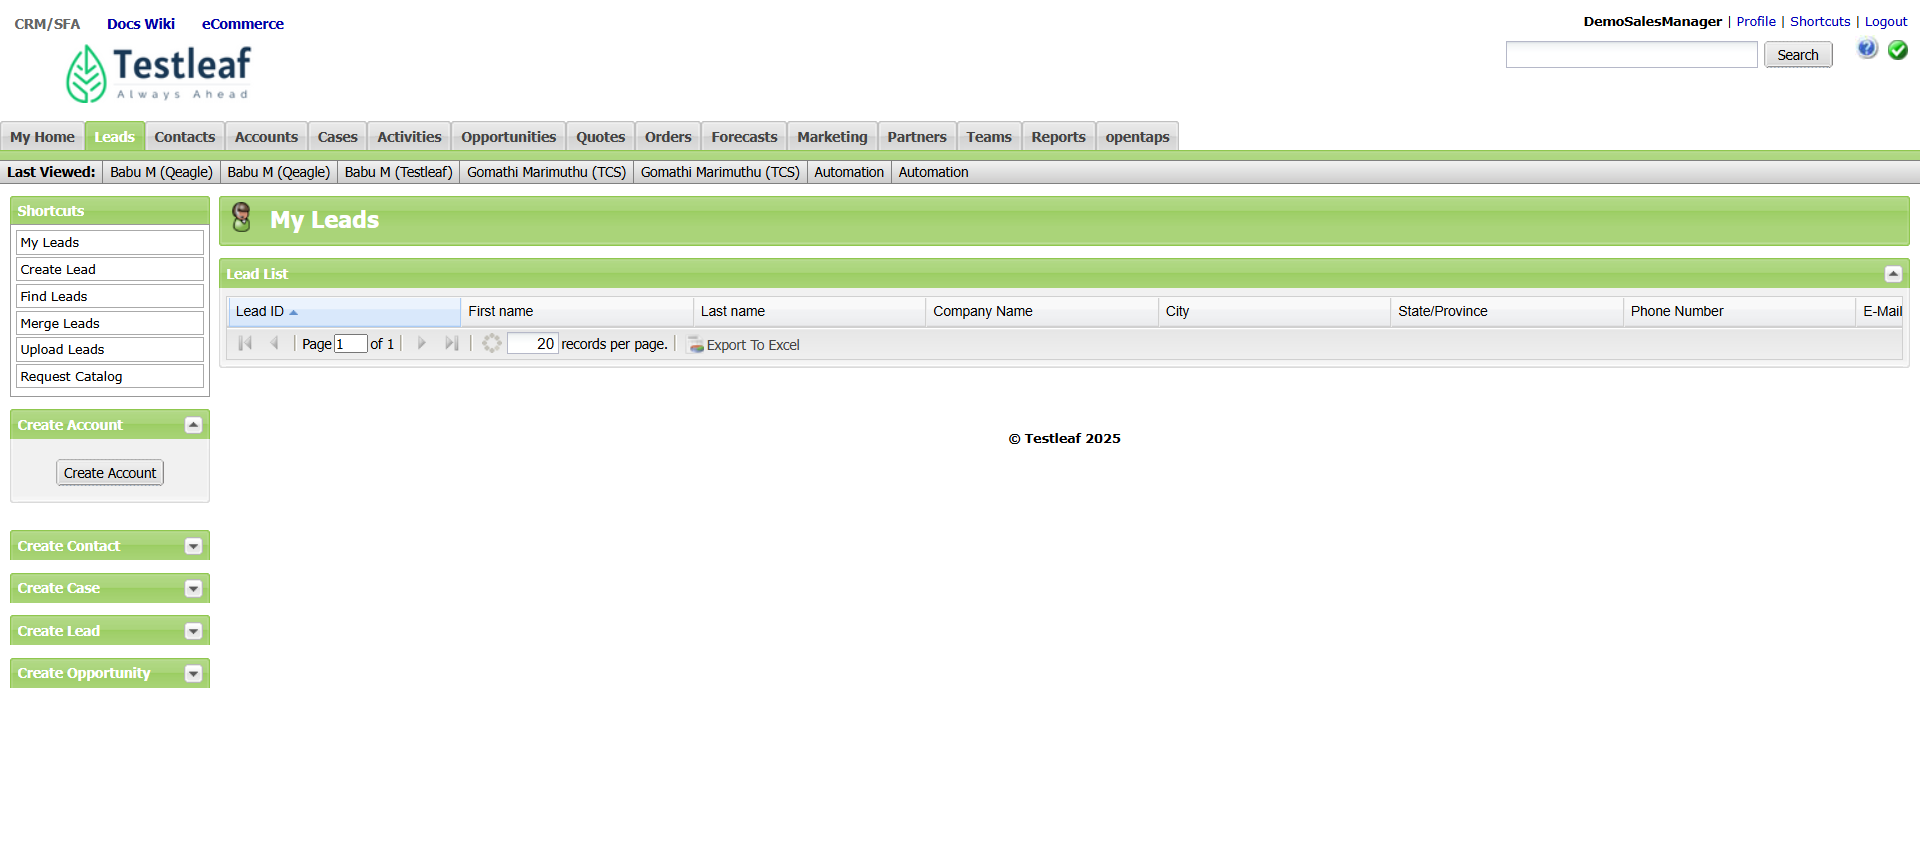 CRM/SFA Docs Wiki eCommerce
DemoSalesManager | Profile | Shortcuts | Logout
Testleaf
Always Ahead
Search
My Home Leads Contacts Accounts Cases Activities Opportunities Quotes Orders Forecasts Marketing Partners Teams Reports opentaps
Last Viewed: Babu M (Qeagle) Babu M (Qeagle) Babu M (Testleaf) Gomathi Marimuthu (TCS) Gomathi Marimuthu (TCS) Automation Automation
Shortcuts
My Leads
Create Lead
Find Leads
Merge Leads
Upload Leads
Request Catalog
Create Account
Create Account
Create Contact
Create Case
Create Lead
Create Opportunity
My Leads
Lead List
Lead ID First name Last name Company Name City State/Province Phone Number E-Mail
Page 1 of 1 20 records per page. Export To Excel
© Testleaf 2025